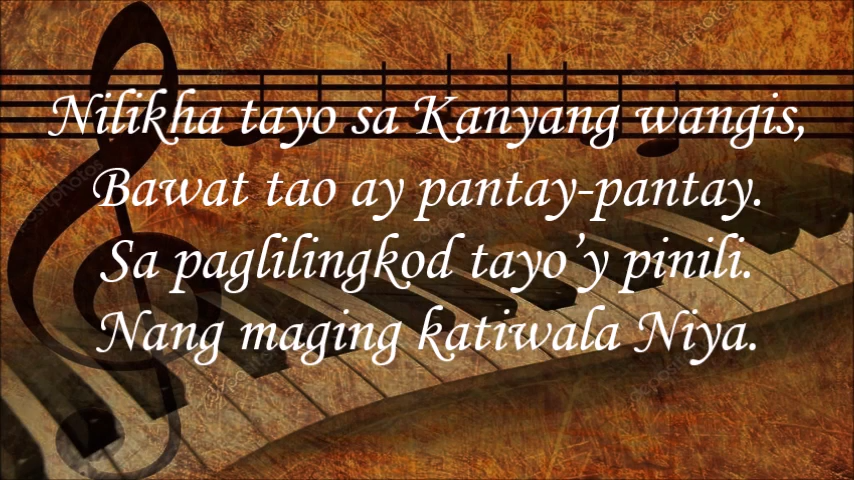 Nilikha tayo sa Kanyang wangis,
Bawat tao ay pantay-pantay.
Sa paglilingkod tayo’y pinili.
Nang maging katiwala Niya.